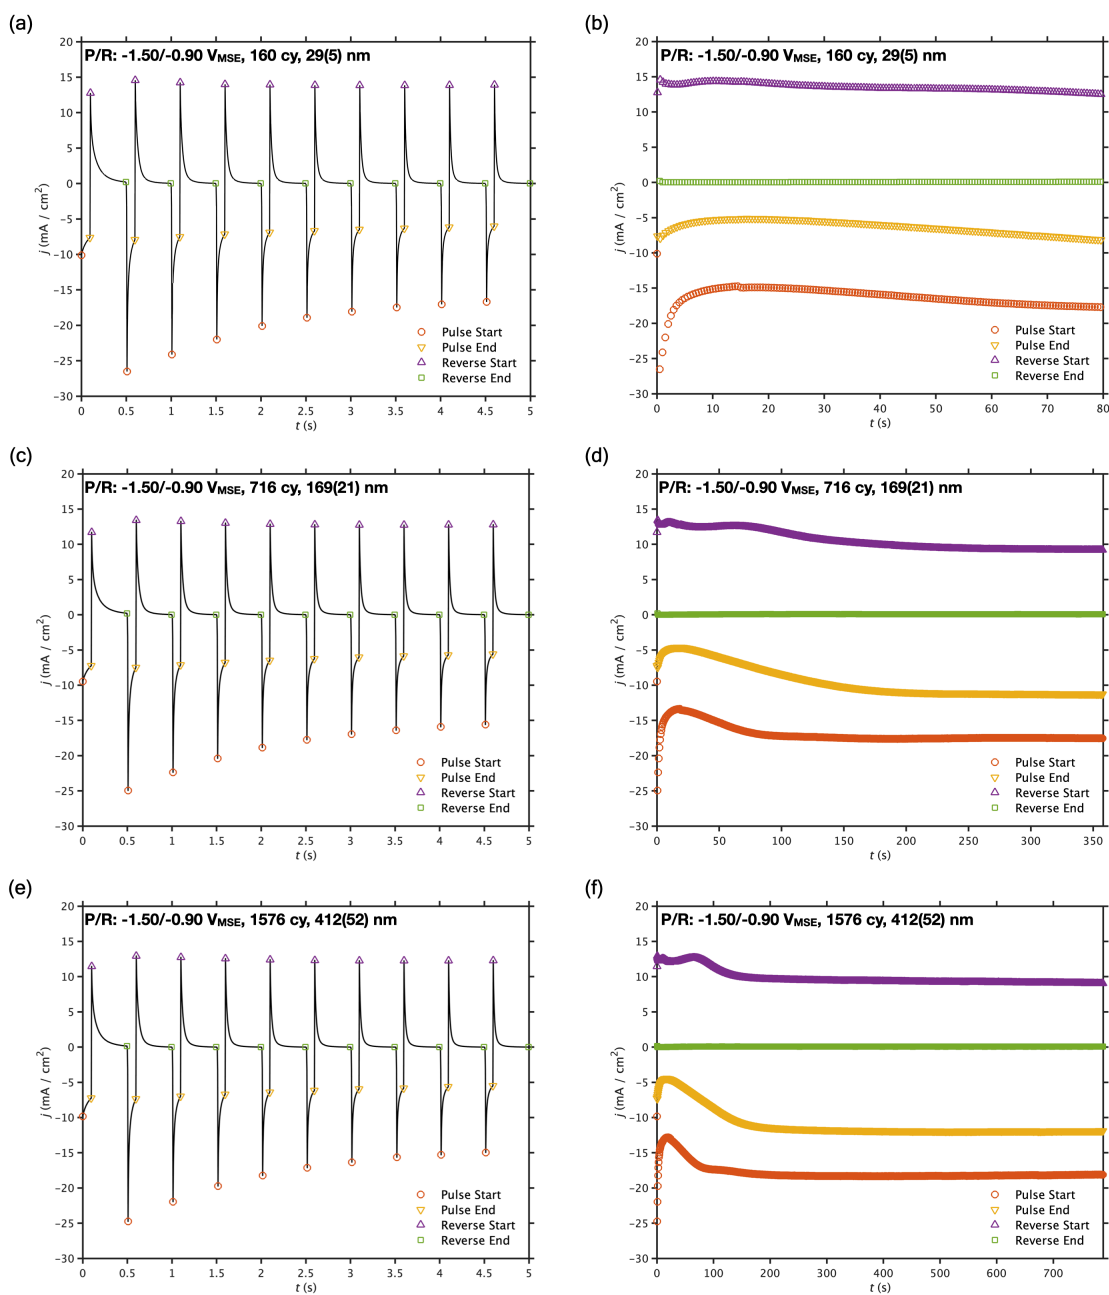 (a)
P/R: -1.50/-0.90 VMSE, 160 cy, 29(5) nm
20
15
10
5
0
−5
−10
−15
−20
−25
−30
j (mA / cm2)
Pulse Start
Pulse End
Reverse Start
Reverse End
0 0.5 1 1.5 2 2.5 3 3.5 4 4.5 5
t (s)
(b)
P/R: -1.50/-0.90 VMSE, 160 cy, 29(5) nm
20
15
10
5
0
−5
−10
−15
−20
−25
−30
j (mA / cm2)
Pulse Start
Pulse End
Reverse Start
Reverse End
0 10 20 30 40 50 60 70 80
t (s)
(c)
P/R: -1.50/-0.90 VMSE, 716 cy, 169(21) nm
20
15
10
5
0
−5
−10
−15
−20
−25
−30
j (mA / cm2)
Pulse Start
Pulse End
Reverse Start
Reverse End
0 0.5 1 1.5 2 2.5 3 3.5 4 4.5 5
t (s)
(d)
P/R: -1.50/-0.90 VMSE, 716 cy, 169(21) nm
20
15
10
5
0
−5
−10
−15
−20
−25
−30
j (mA / cm2)
Pulse Start
Pulse End
Reverse Start
Reverse End
0 50 100 150 200 250 300 350
t (s)
(e)
P/R: -1.50/-0.90 VMSE, 1576 cy, 412(52) nm
20
15
10
5
0
−5
−10
−15
−20
−25
−30
j (mA / cm2)
Pulse Start
Pulse End
Reverse Start
Reverse End
0 0.5 1 1.5 2 2.5 3 3.5 4 4.5 5
t (s)
(f)
P/R: -1.50/-0.90 VMSE, 1576 cy, 412(52) nm
20
15
10
5
0
−5
−10
−15
−20
−25
−30
j (mA / cm2)
Pulse Start
Pulse End
Reverse Start
Reverse End
0 100 200 300 400 500 600 700
t (s)